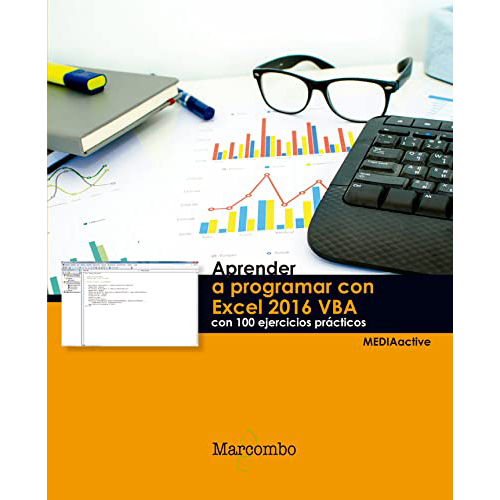 Aprender
a programar con
Excel 2016 VBA
con 100 ejercicios prácticos
MEDIAactive
Marcombo